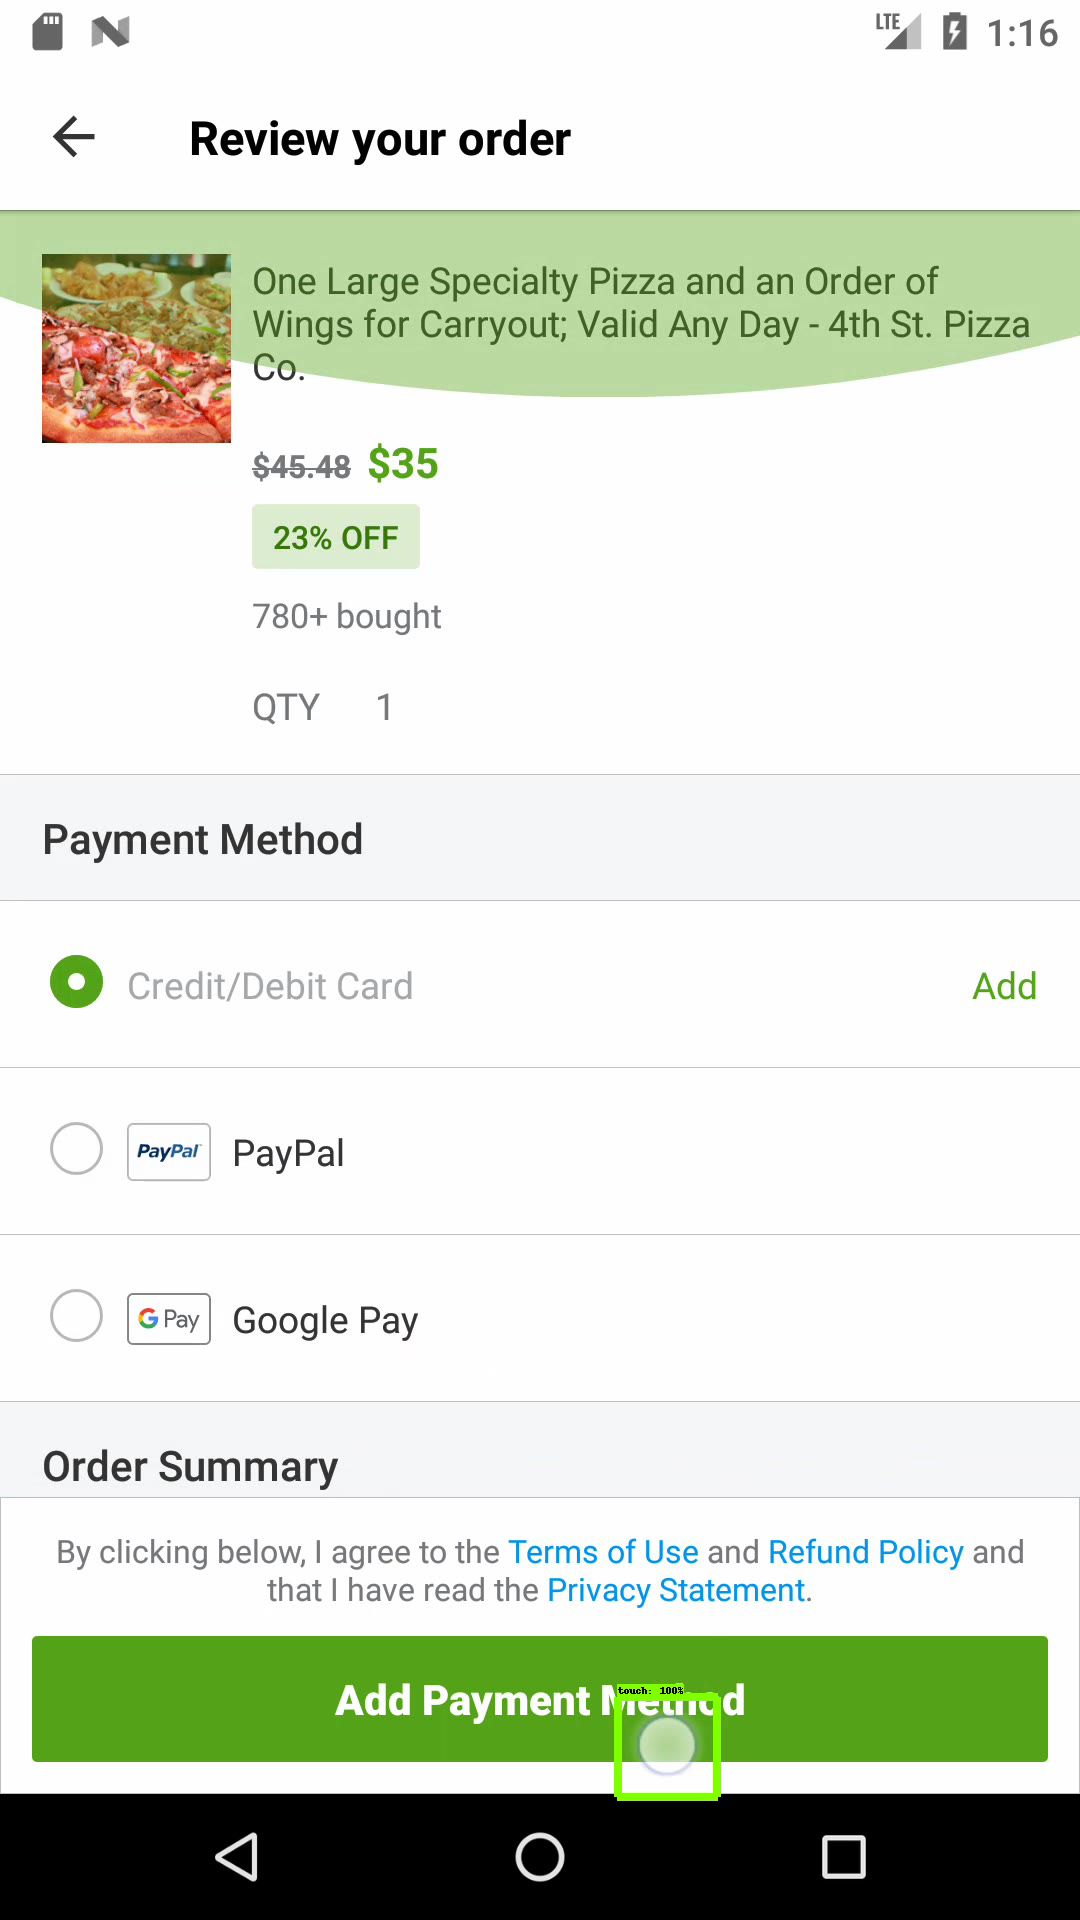 LTE 1:16
Review your order
One Large Specialty Pizza and an Order of
Wings for Carryout; Valid Any Day - 4th St. Pizza
Co.
$45.48 $35
23% OFF
780+ bought
QTY 1
Payment Method
Credit/Debit Card Add
PayPal PayPal
G Pay Google Pay
Order Summary
By clicking below, I agree to the Terms of Use and Refund Policy and
that I have read the Privacy Statement.
touch: 100%
Add Payment Method